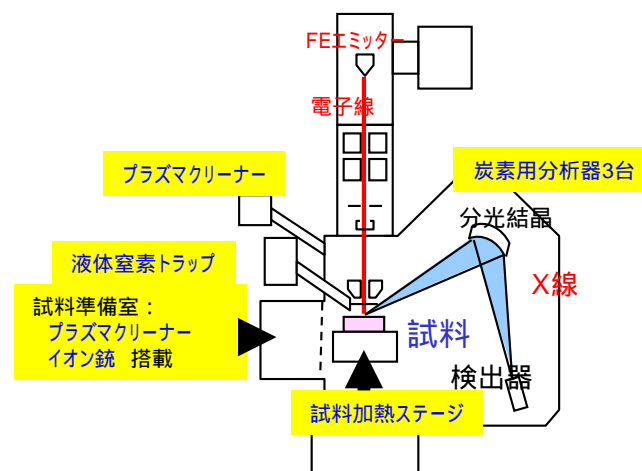 FEエミッター
電子線
プラズマクリーナー
炭素用分析器3台
分光結晶
液体窒素トラップ
X線
試料準備室：
プラズマクリーナー
イオン銃 搭載
試料
検出器
試料加熱ステージ